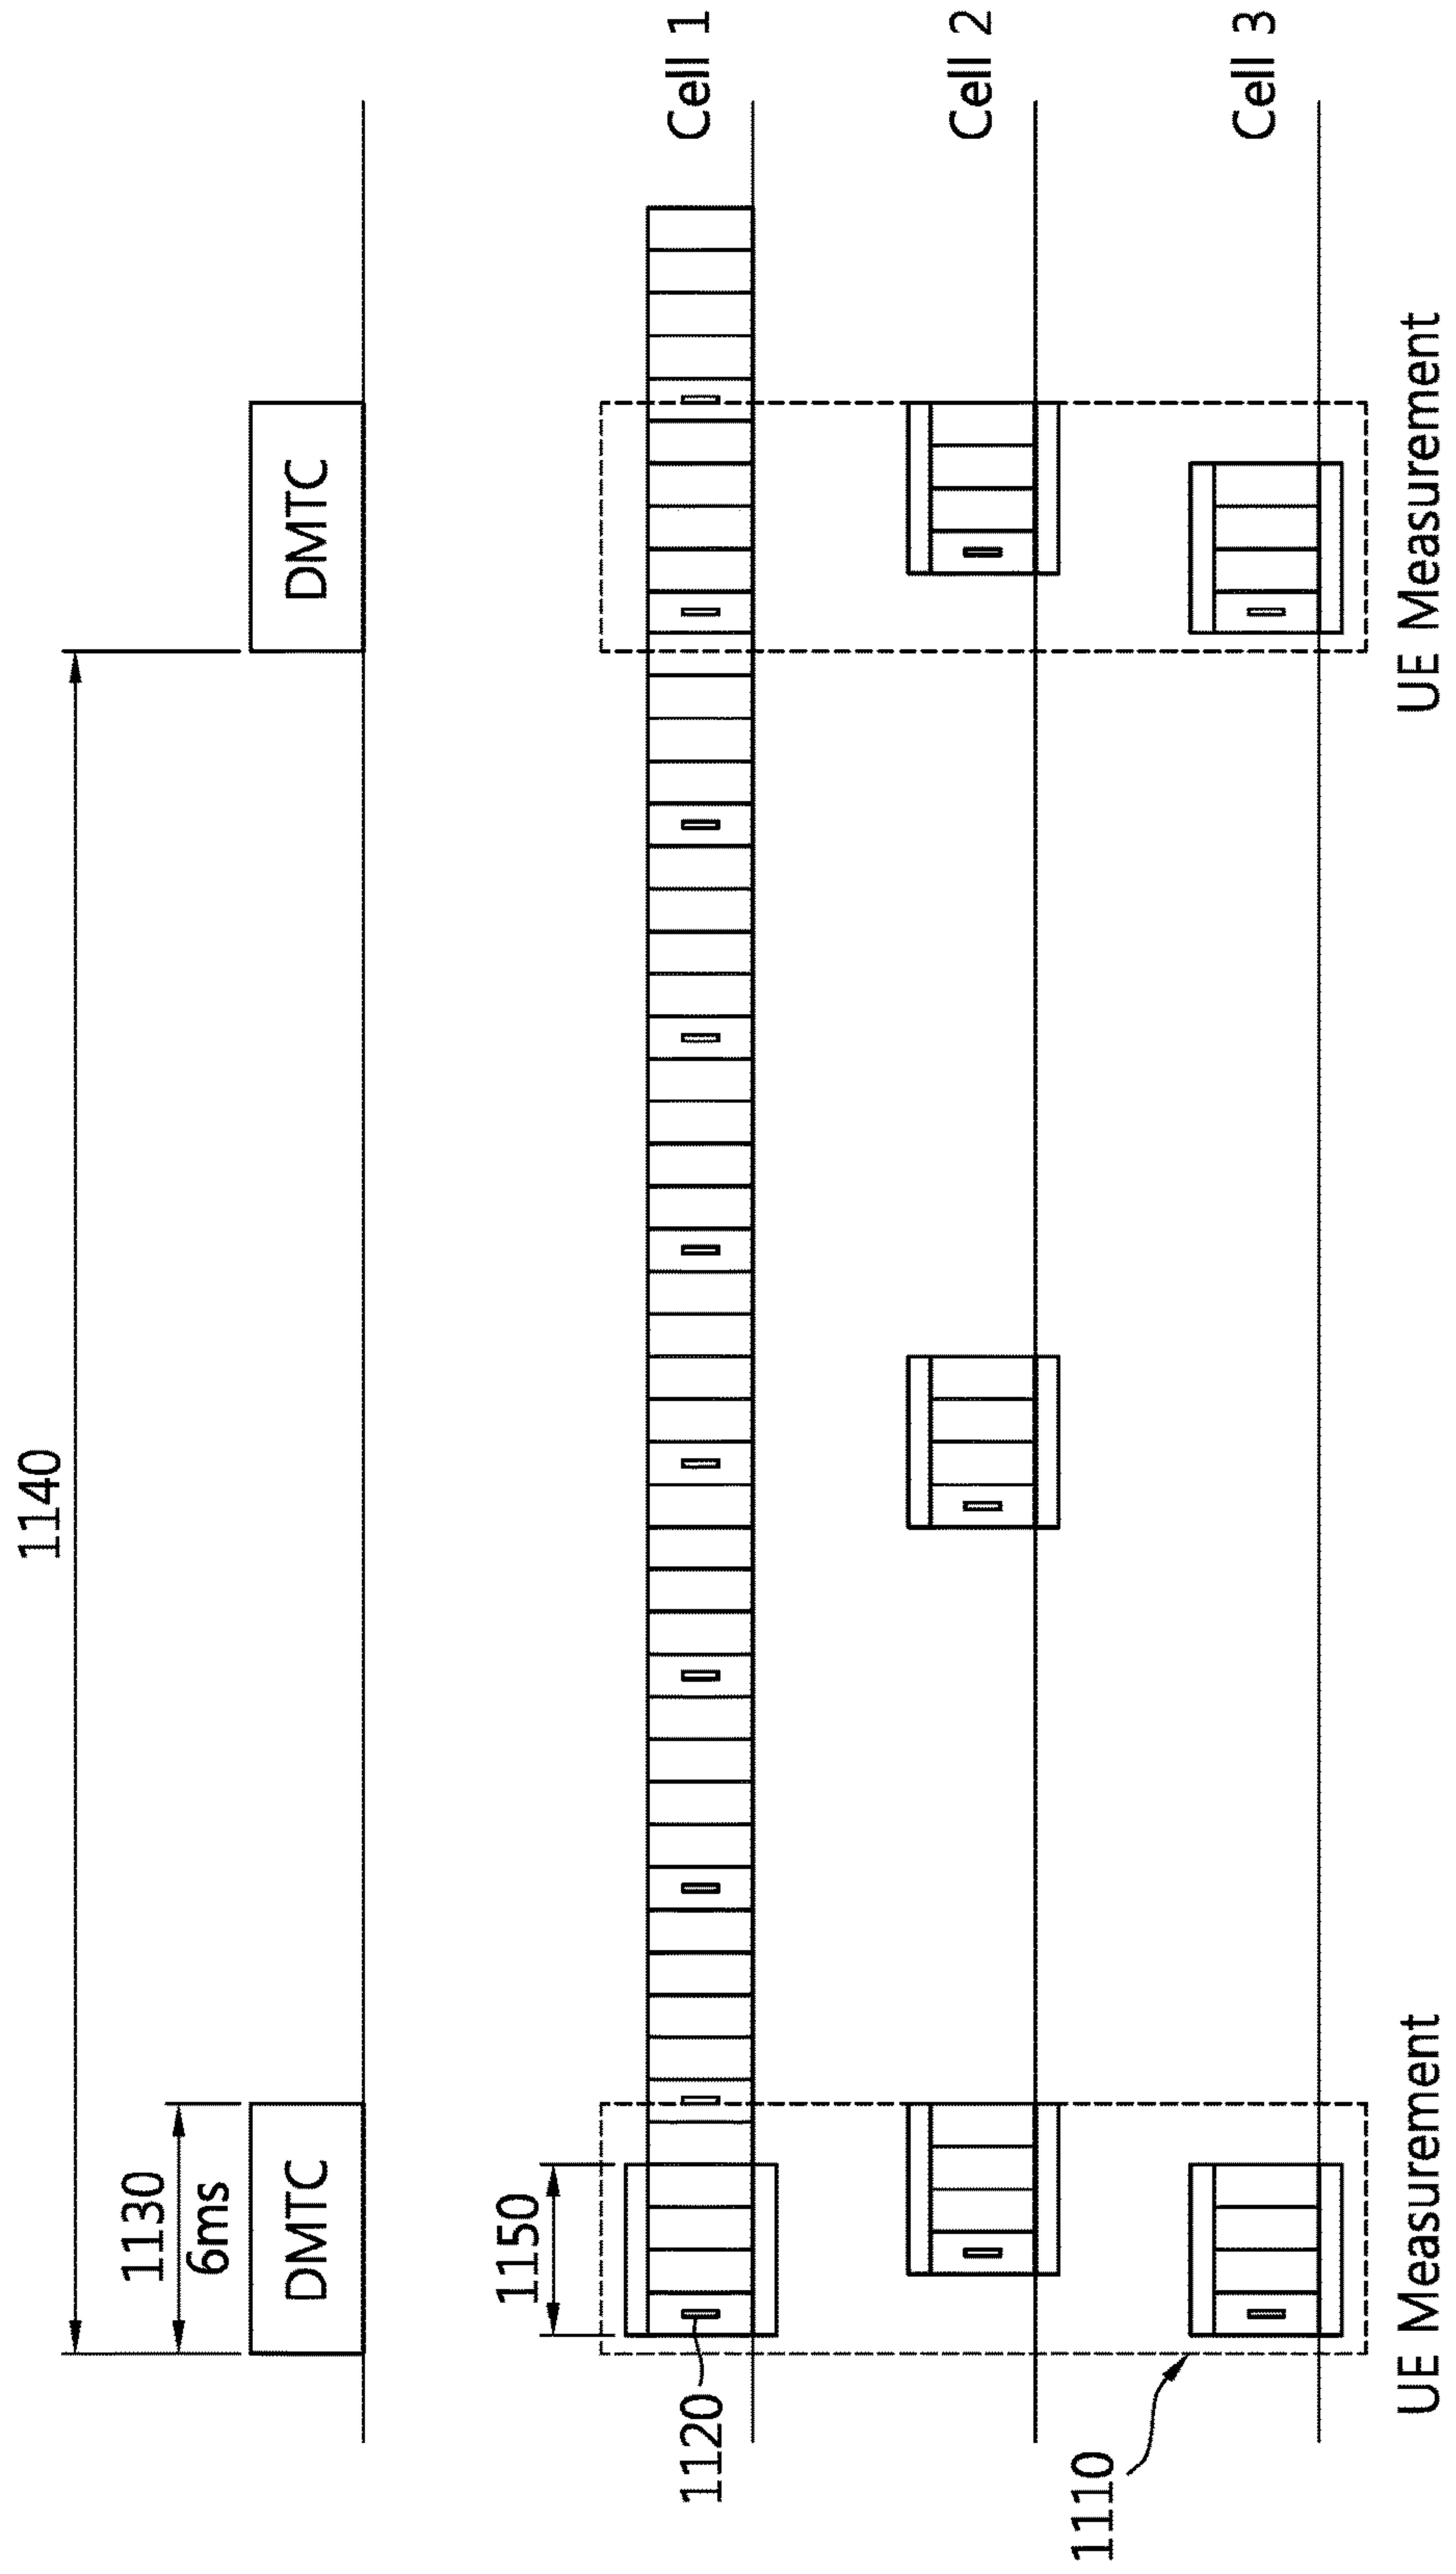 1140
1130
6ms
DMTC
DMTC
1150
1120
Cell 1
Cell 2
Cell 3
1110
UE Measurement
UE Measurement